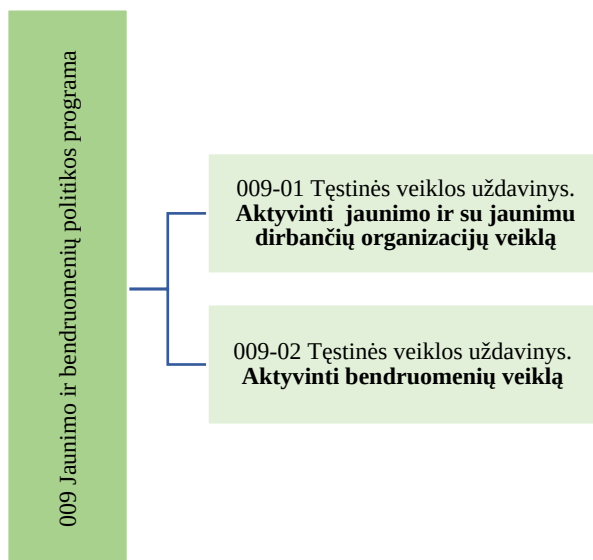 009 Jaunimo ir bendruomenių politikos programa
009-01 Tęstinės veiklos uždavinys.
Aktyvinti  jaunimo ir su jaunimu
dirbančių organizacijų veiklą
009-02 Tęstinės veiklos uždavinys.
Aktyvinti bendruomenių veiklą